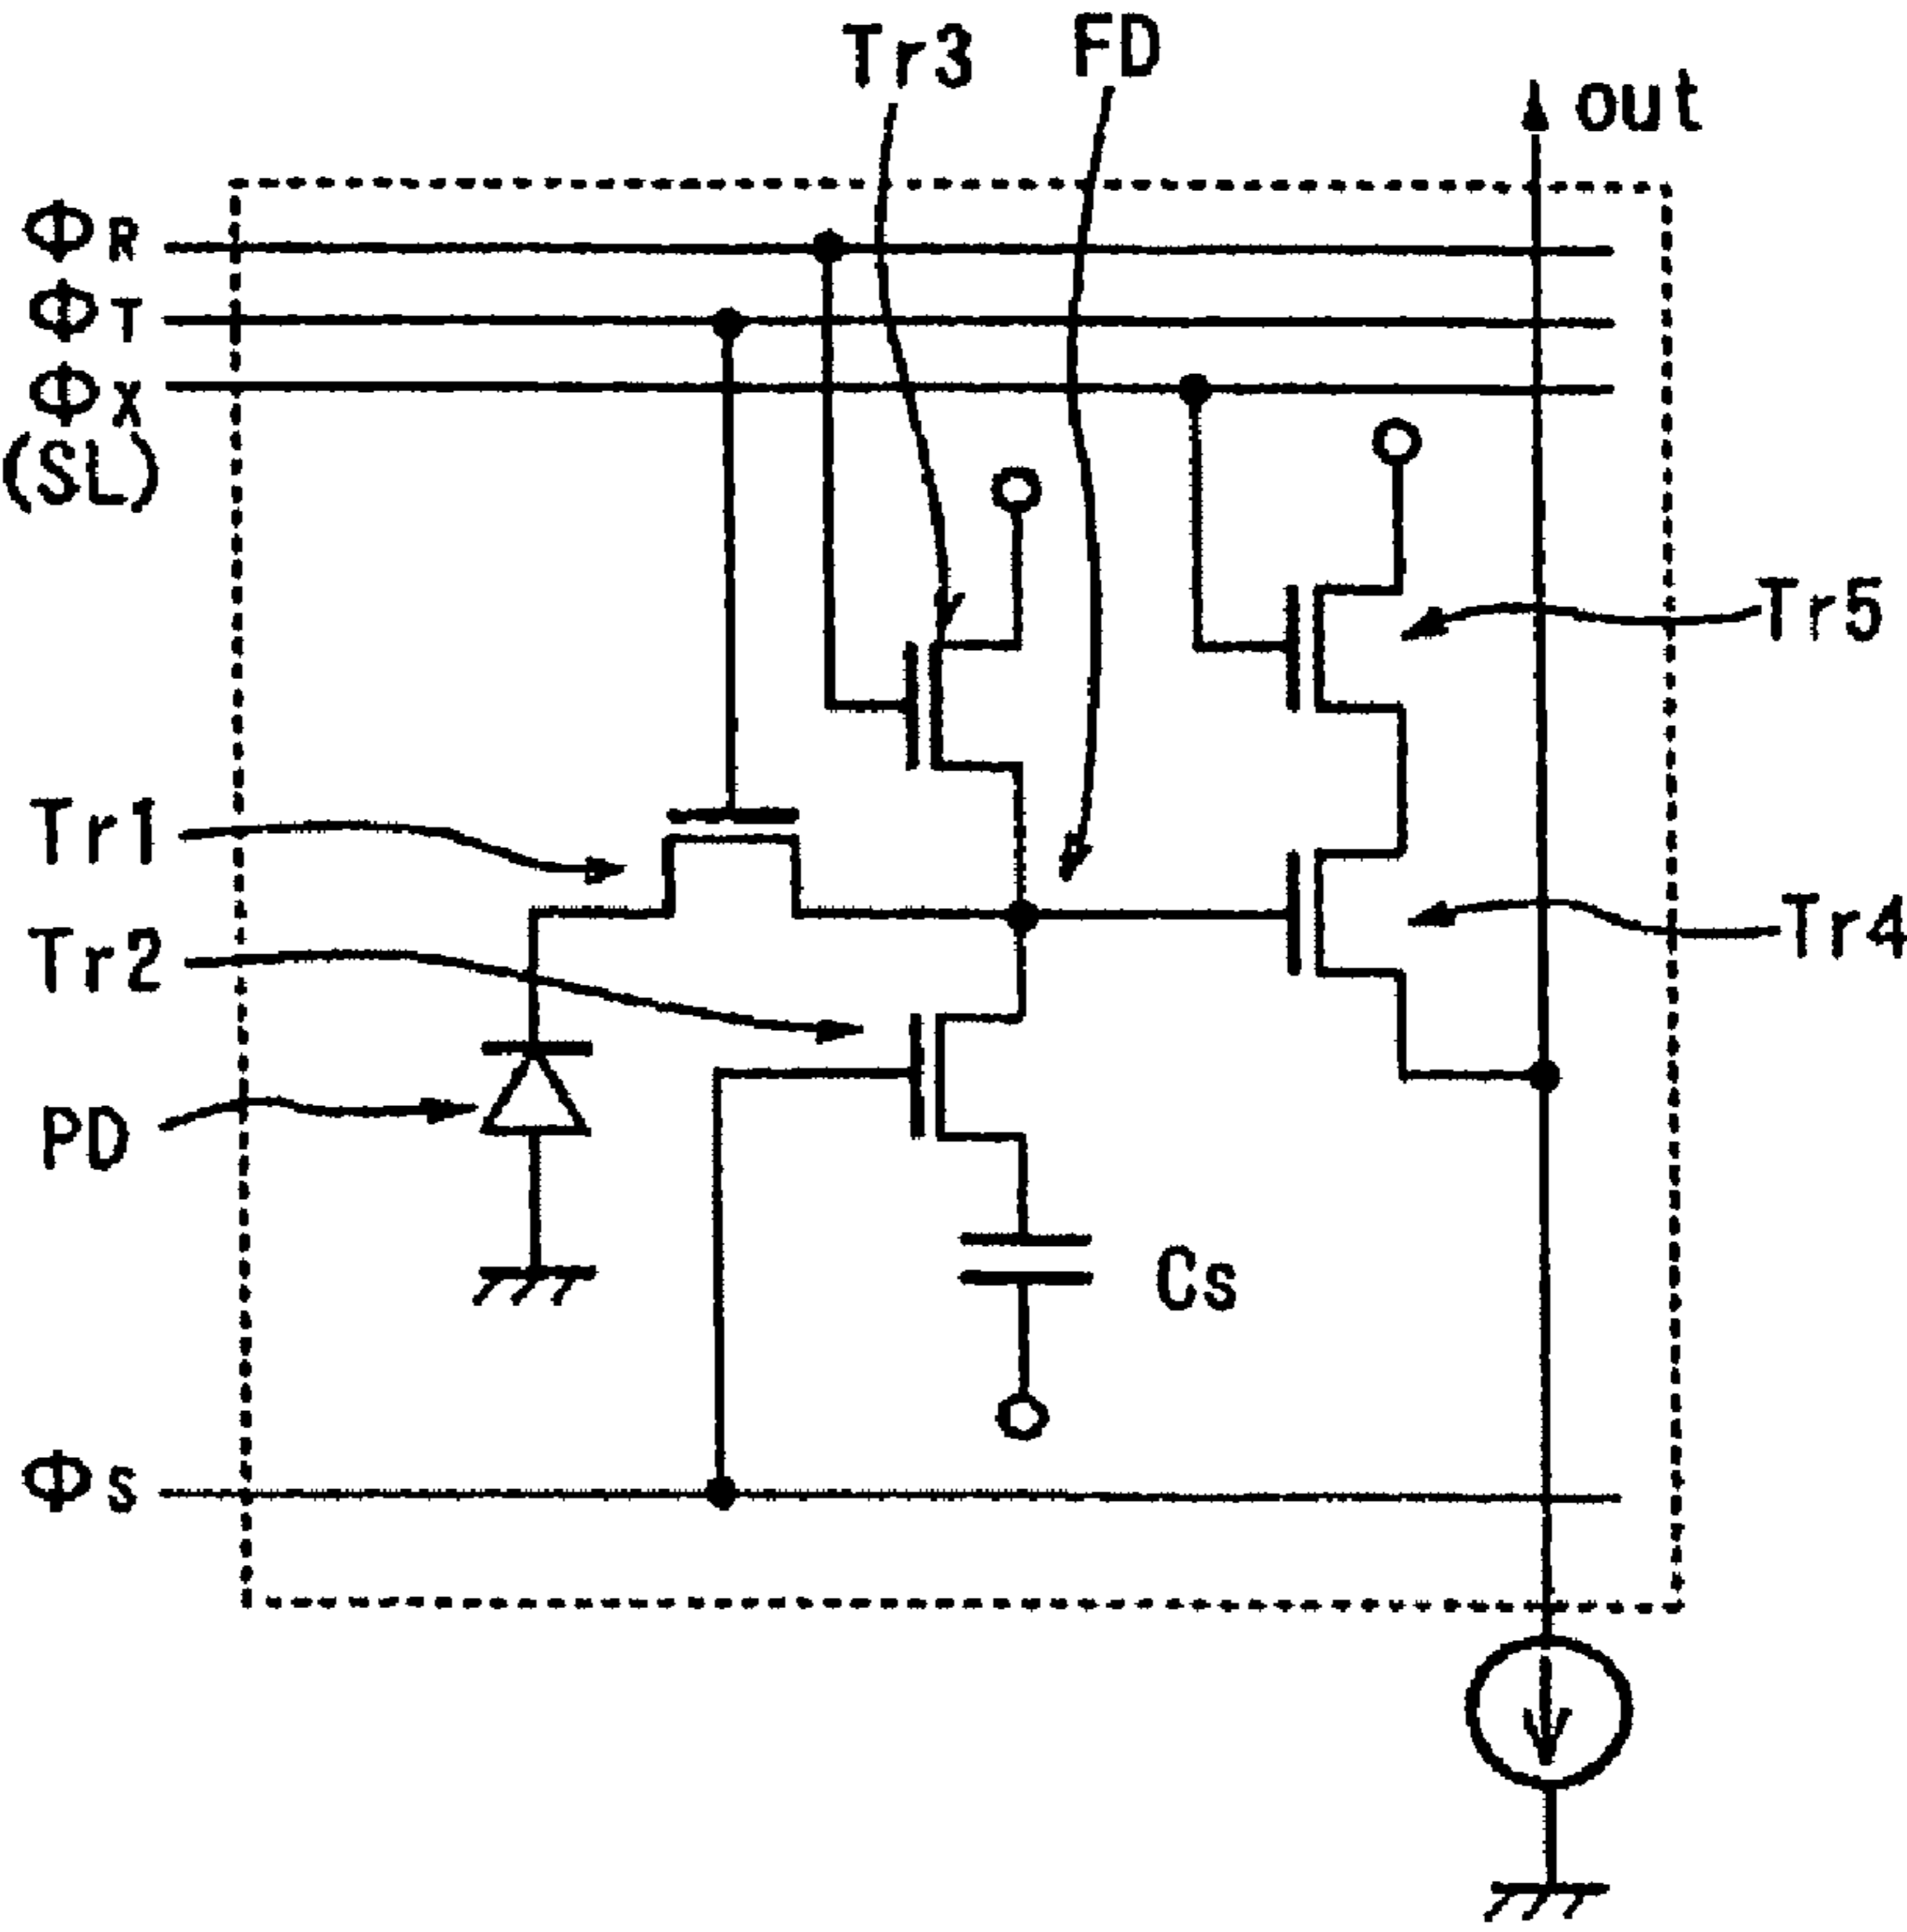 Tr3
FD
out
ΦR
ΦT
ΦX
(SL)
Tr5
Tr1
Tr2
Tr4
PD
Cs
ΦS